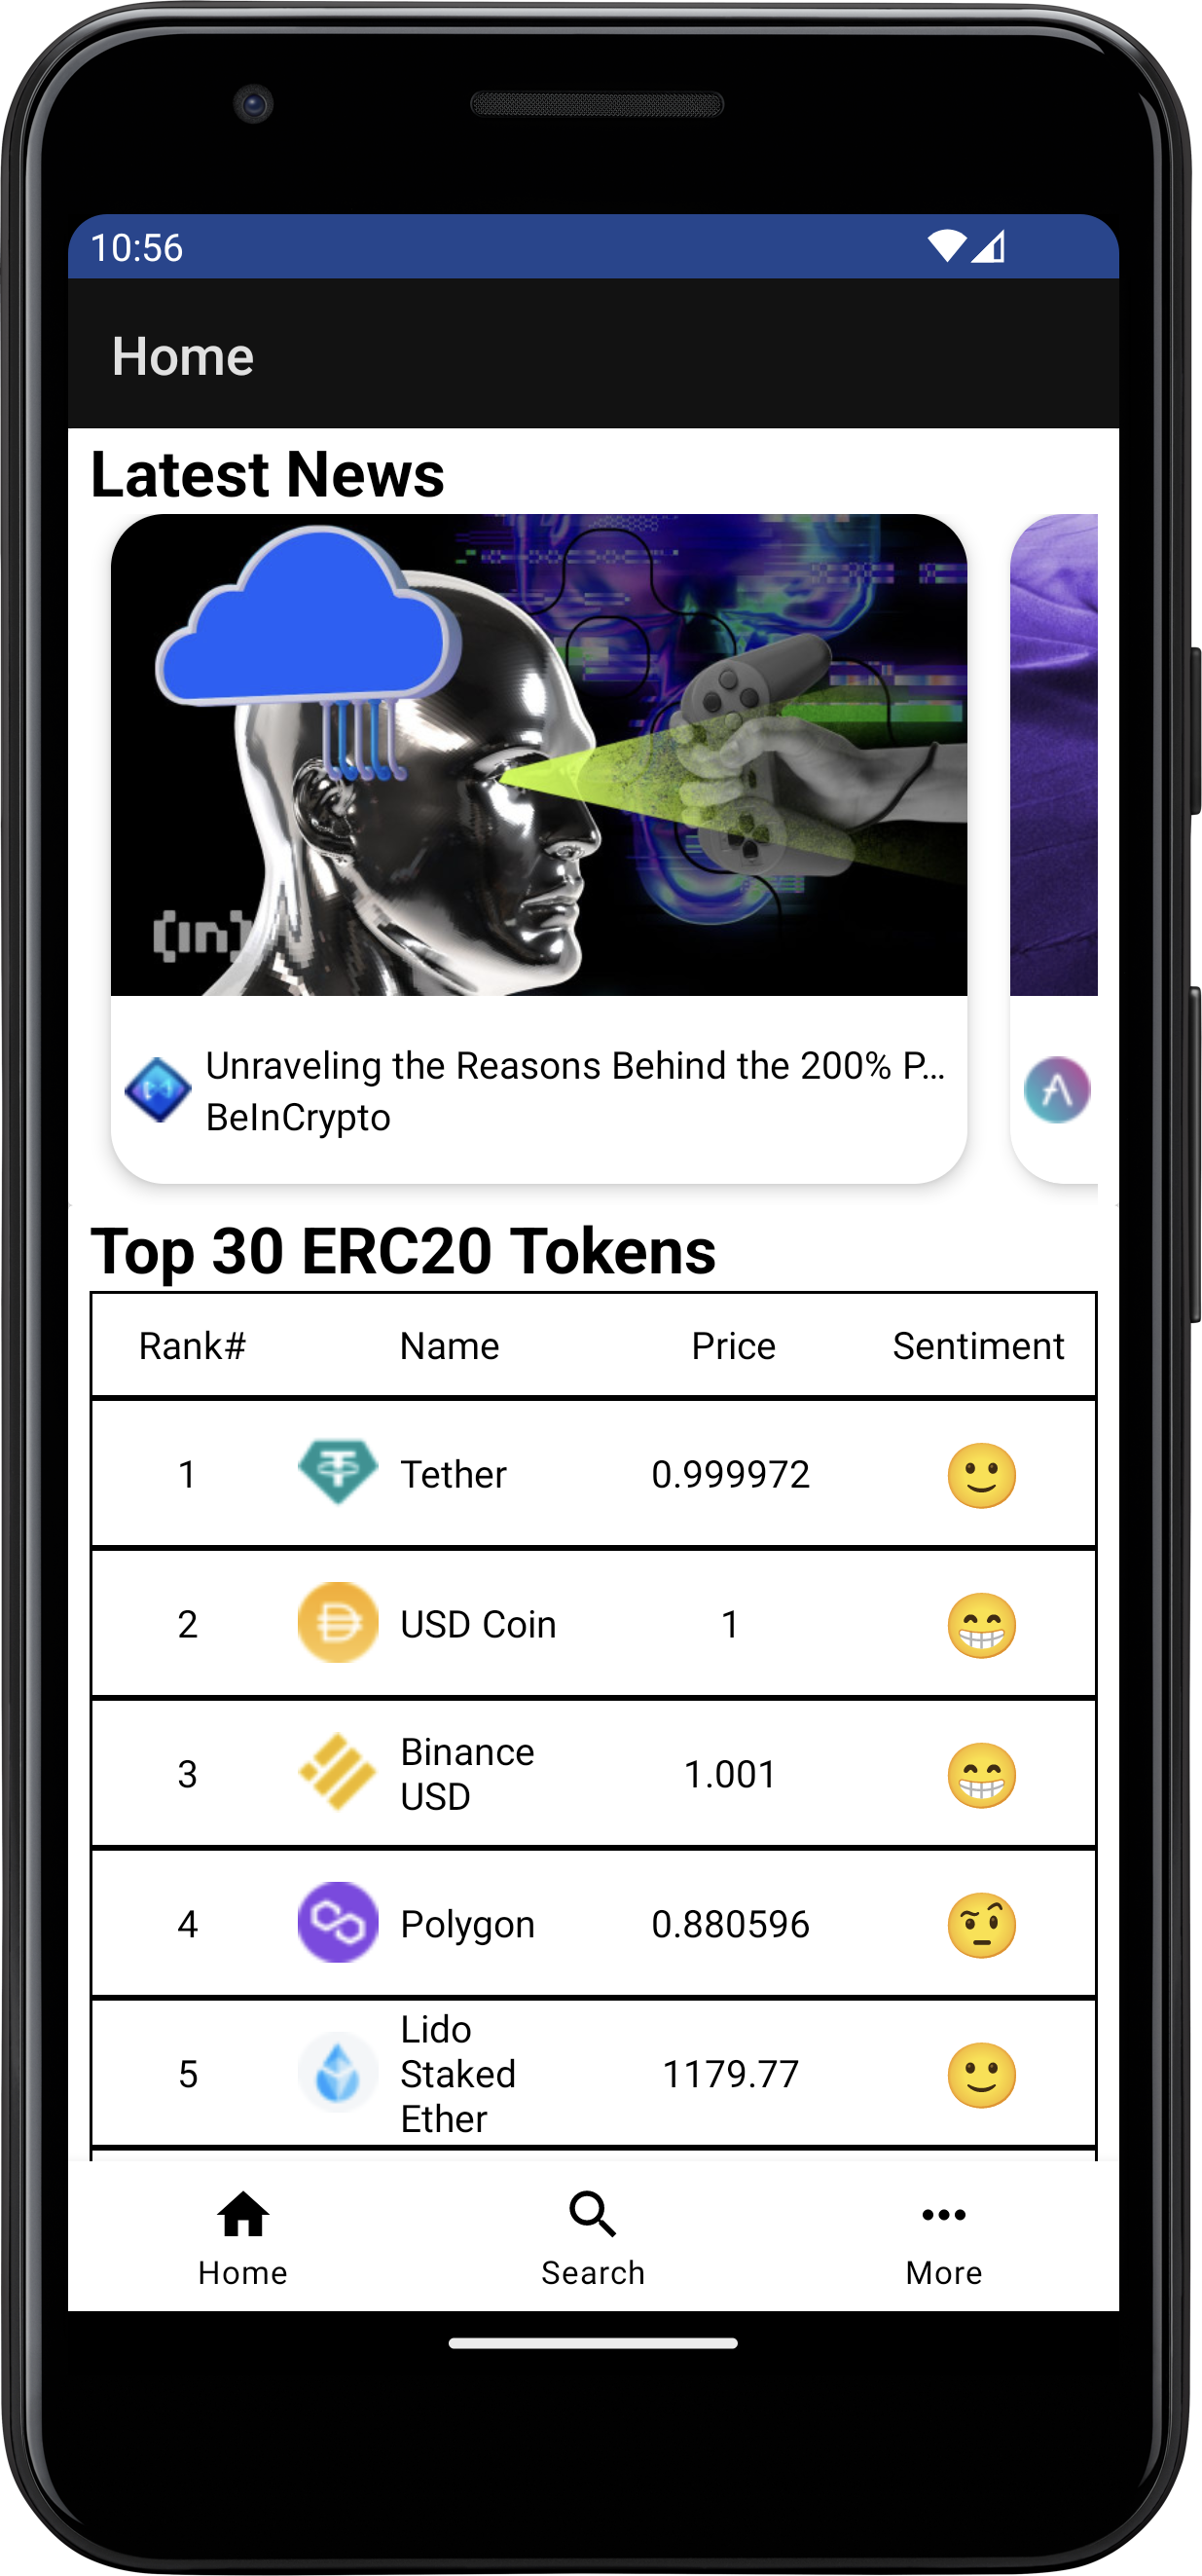 10:56
Home
Latest News
[in]
Unraveling the Reasons Behind the 200% P...
BeInCrypto
Top 30 ERC20 Tokens
Rank# Name Price Sentiment
1 Tether 0.999972
2 USD Coin 1
3 Binance USD 1.001
4 Polygon 0.880596
5 Lido Staked Ether 1179.77
Home Search More